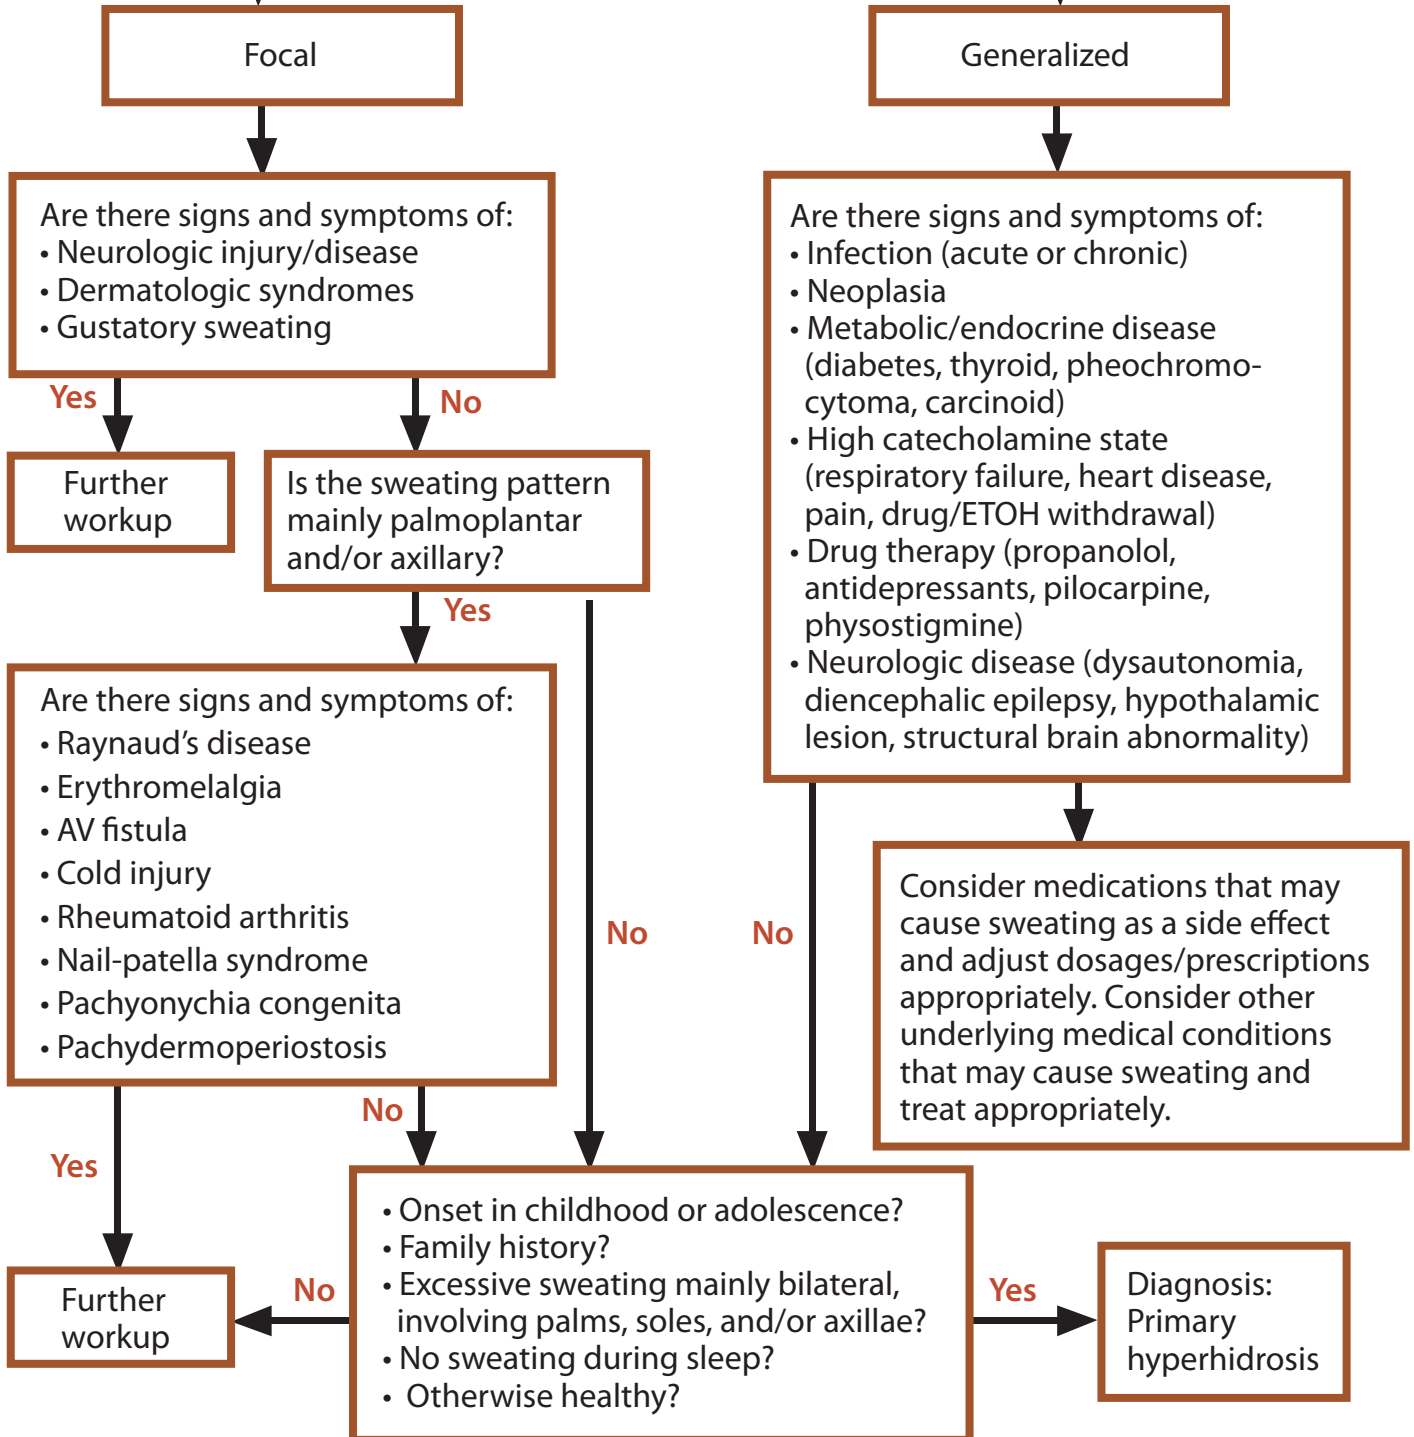 Focal
Generalized
Are there signs and symptoms of:
• Neurologic injury/disease
• Dermatologic syndromes
• Gustatory sweating
Are there signs and symptoms of:
• Infection (acute or chronic)
• Neoplasia
• Metabolic/endocrine disease
(diabetes, thyroid, pheochromo-
cytoma, carcinoid)
• High catecholamine state
(respiratory failure, heart disease,
pain, drug/ETOH withdrawal)
• Drug therapy (propanolol,
antidepressants, pilocarpine,
physostigmine)
• Neurologic disease (dysautonomia,
diencephalic epilepsy, hypothalamic
lesion, structural brain abnormality)
Yes
No
Further
workup
Is the sweating pattern
mainly palmoplantar
and/or axillary?
Yes
Are there signs and symptoms of:
• Raynaud’s disease
• Erythromelalgia
• AV fistula
• Cold injury
• Rheumatoid arthritis
• Nail-patella syndrome
• Pachyonychia congenita
• Pachydermoperiostosis
No
No
Consider medications that may
cause sweating as a side effect
and adjust dosages/prescriptions
appropriately. Consider other
underlying medical conditions
that may cause sweating and
treat appropriately.
No
Yes
• Onset in childhood or adolescence?
• Family history?
• Excessive sweating mainly bilateral,
involving palms, soles, and/or axillae?
• No sweating during sleep?
• Otherwise healthy?
No
Further
workup
Yes
Diagnosis:
Primary
hyperhidrosis